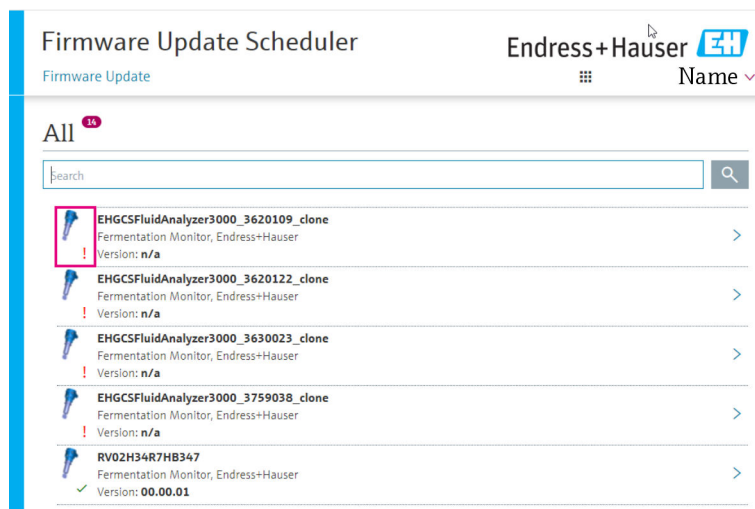 Firmware Update Scheduler
Endress+Hauser EH
Firmware Update
Name
All 14
Search
EHGCSFluidAnalyzer3000_3620109_clone
Fermentation Monitor, Endress+Hauser
! Version: n/a
EHGCSFluidAnalyzer3000_3620122_clone
Fermentation Monitor, Endress+Hauser
! Version: n/a
EHGCSFluidAnalyzer3000_3630023_clone
Fermentation Monitor, Endress+Hauser
! Version: n/a
EHGCSFluidAnalyzer3000_3759038_clone
Fermentation Monitor, Endress+Hauser
! Version: n/a
RV02H34R7HB347
Fermentation Monitor, Endress+Hauser
Version: 00.00.01